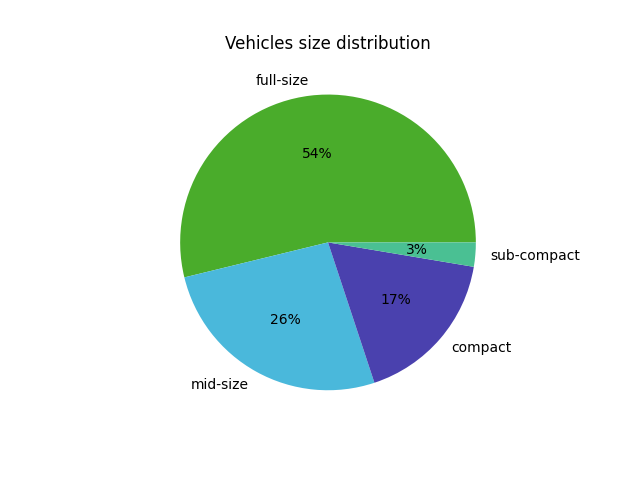 Vehicles size distribution
full-size
54%
3%
sub-compact
17%
26%
compact
mid-size